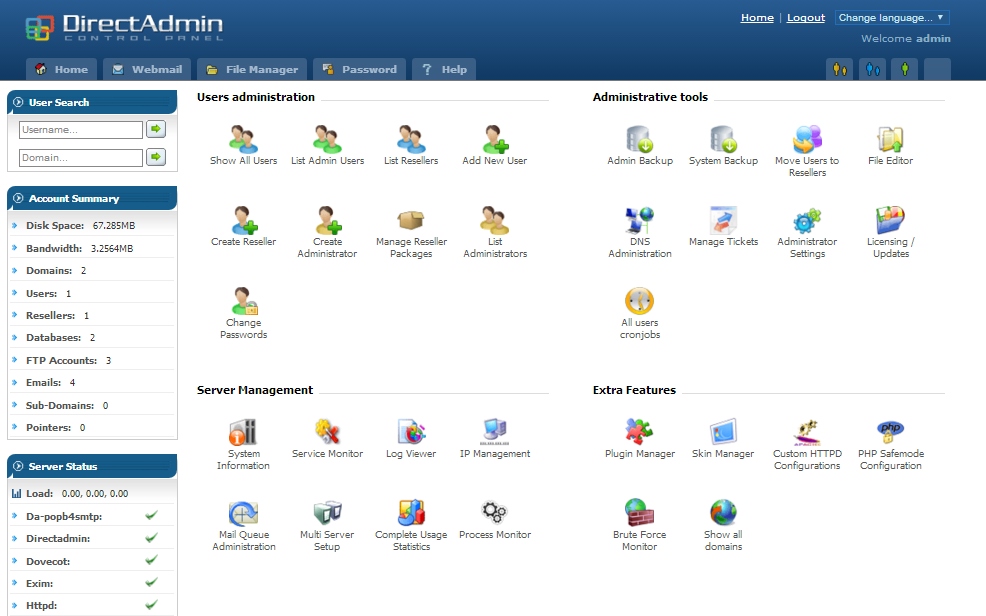 DirectAdmin
CONTROL PANEL
Home | Logout
Change language...
Welcome admin
Home
Webmail
File Manager
Password
? Help
User Search
Username...
Domain...
Account Summary
Disk Space: 67.285MB
Bandwidth: 3.2564MB
Domains: 2
Users: 1
Resellers: 1
Databases: 2
FTP Accounts: 3
Emails: 4
Sub-Domains: 0
Pointers: 0
Server Status
Load: 0.00, 0.00, 0.00
Da-popb4smtp:
Directadmin:
Dovecot:
Exim:
Httpd:
Users administration
Show All Users
List Admin Users
List Resellers
Add New User
Create Reseller
Create
Administrator
Manage Reseller
Packages
List
Administrators
Change
Passwords
Administrative tools
Admin Backup
System Backup
Move Users to
Resellers
File Editor
DNS
Administration
Manage Tickets
Administrator
Settings
Licensing /
Updates
All users
cronjobs
Server Management
System
Information
Service Monitor
Log Viewer
IP Management
Mail Queue
Administration
Multi Server
Setup
Complete Usage
Statistics
Process Monitor
Extra Features
Plugin Manager
Skin Manager
Custom HTTPD
Configurations
php
PHP Safemode
Configuration
Brute Force
Monitor
Show all
domains